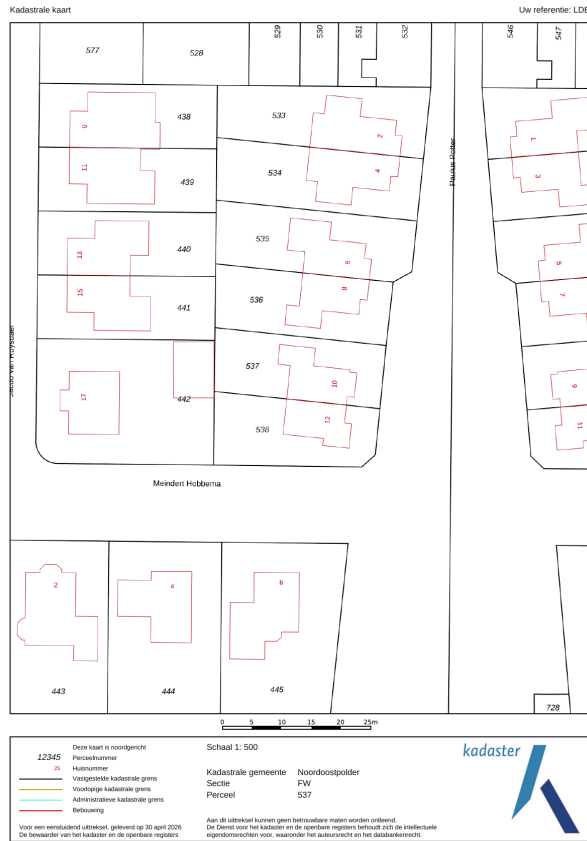 Kadastrale kaart
Uw referentie: LDE
577
528
529
530
531
532
546
547
438
533
9
2
1
11
439
534
4
3
Paulus Potter
13
440
535
6
5
15
441
536
8
7
537
10
9
17
442
12
11
538
Jacob van Ruysdael
Meindert Hobbema
2
4
6
443
444
445
728
0 5 10 15 20 25m
Deze kaart is noordgericht
12345 Perceelnummer
25 Huisnummer
Vastgestelde kadastrale grens
Voorlopige kadastrale grens
Administratieve kadastrale grens
Bebouwing
Voor een eensluidend uittreksel, geleverd op 30 april 2026
De bewaarder van het kadaster en de openbare registers
Schaal 1: 500
Kadastrale gemeente Noordoostpolder
Sectie FW
Perceel 537
Aan dit uittreksel kunnen geen betrouwbare maten worden ontleend.
De Dienst voor het kadaster en de openbare registers behoudt zich de intellectuele
eigendomsrechten voor, waaronder het auteursrecht en het databankenrecht.
kadaster